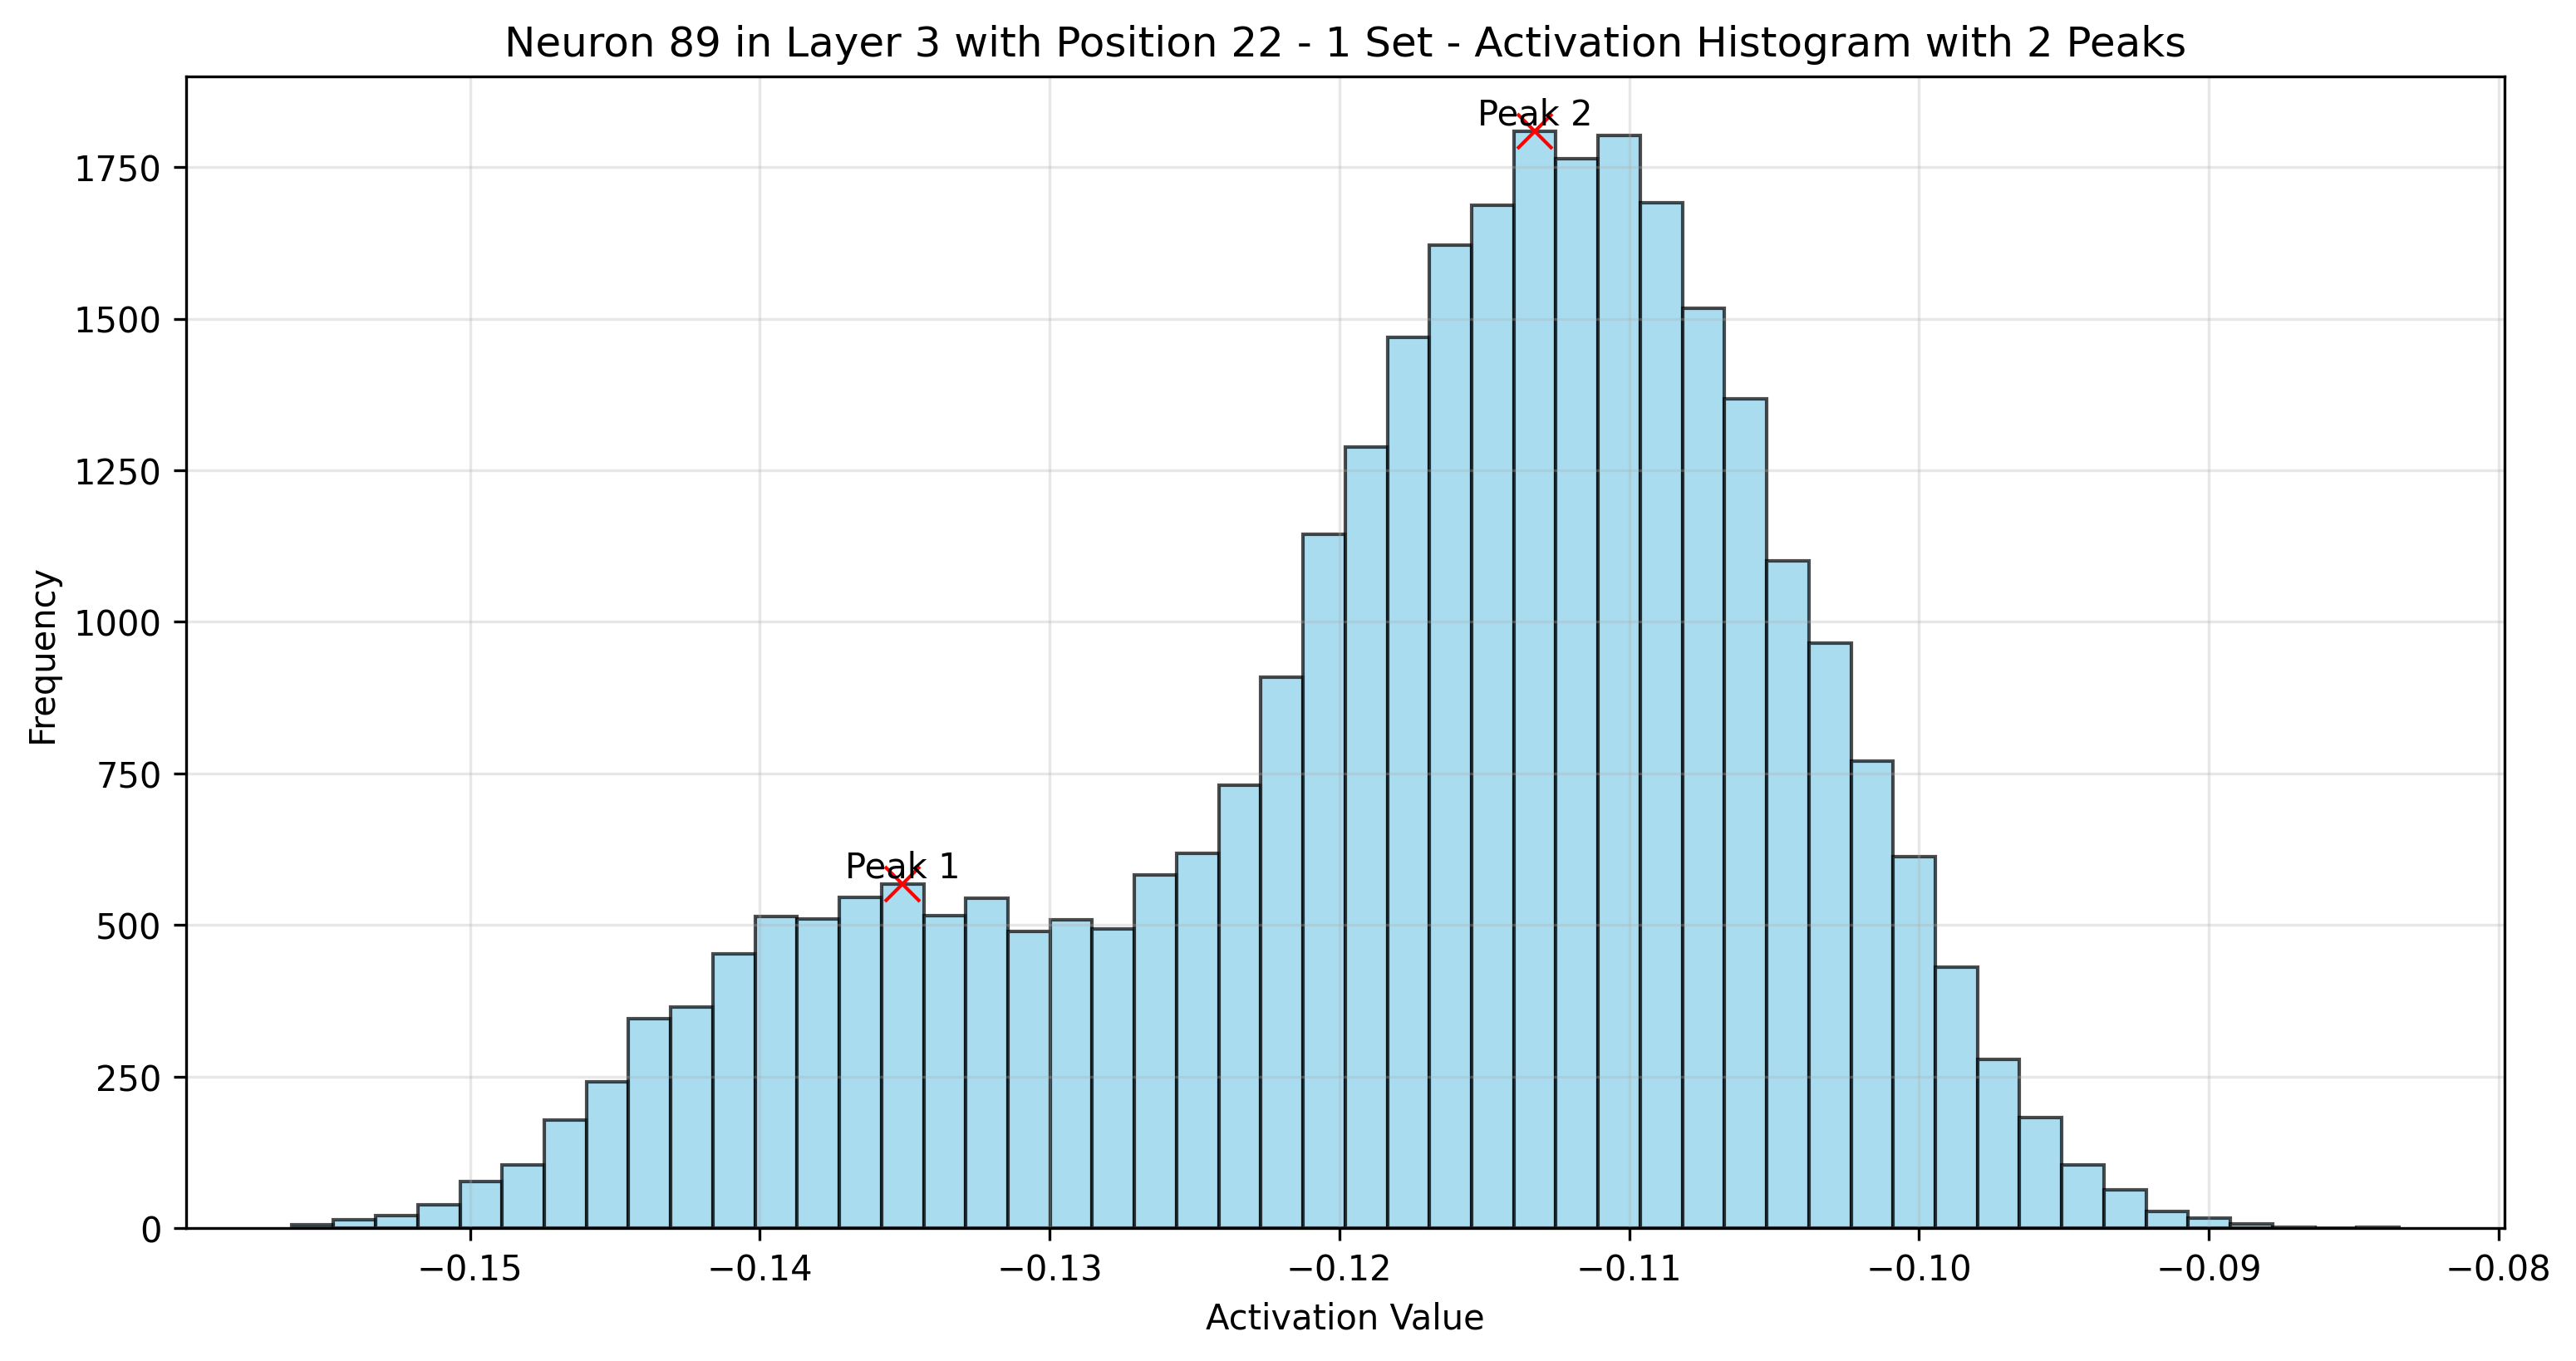 Neuron 89 in Layer 3 with Position 22 - 1 Set - Activation Histogram with 2 Peaks
Peak 2
1750
1500
1250
1000
Frequency
750
Peak 1
500
250
0
−0.15 −0.14 −0.13 −0.12 −0.11 −0.10 −0.09 −0.08
Activation Value